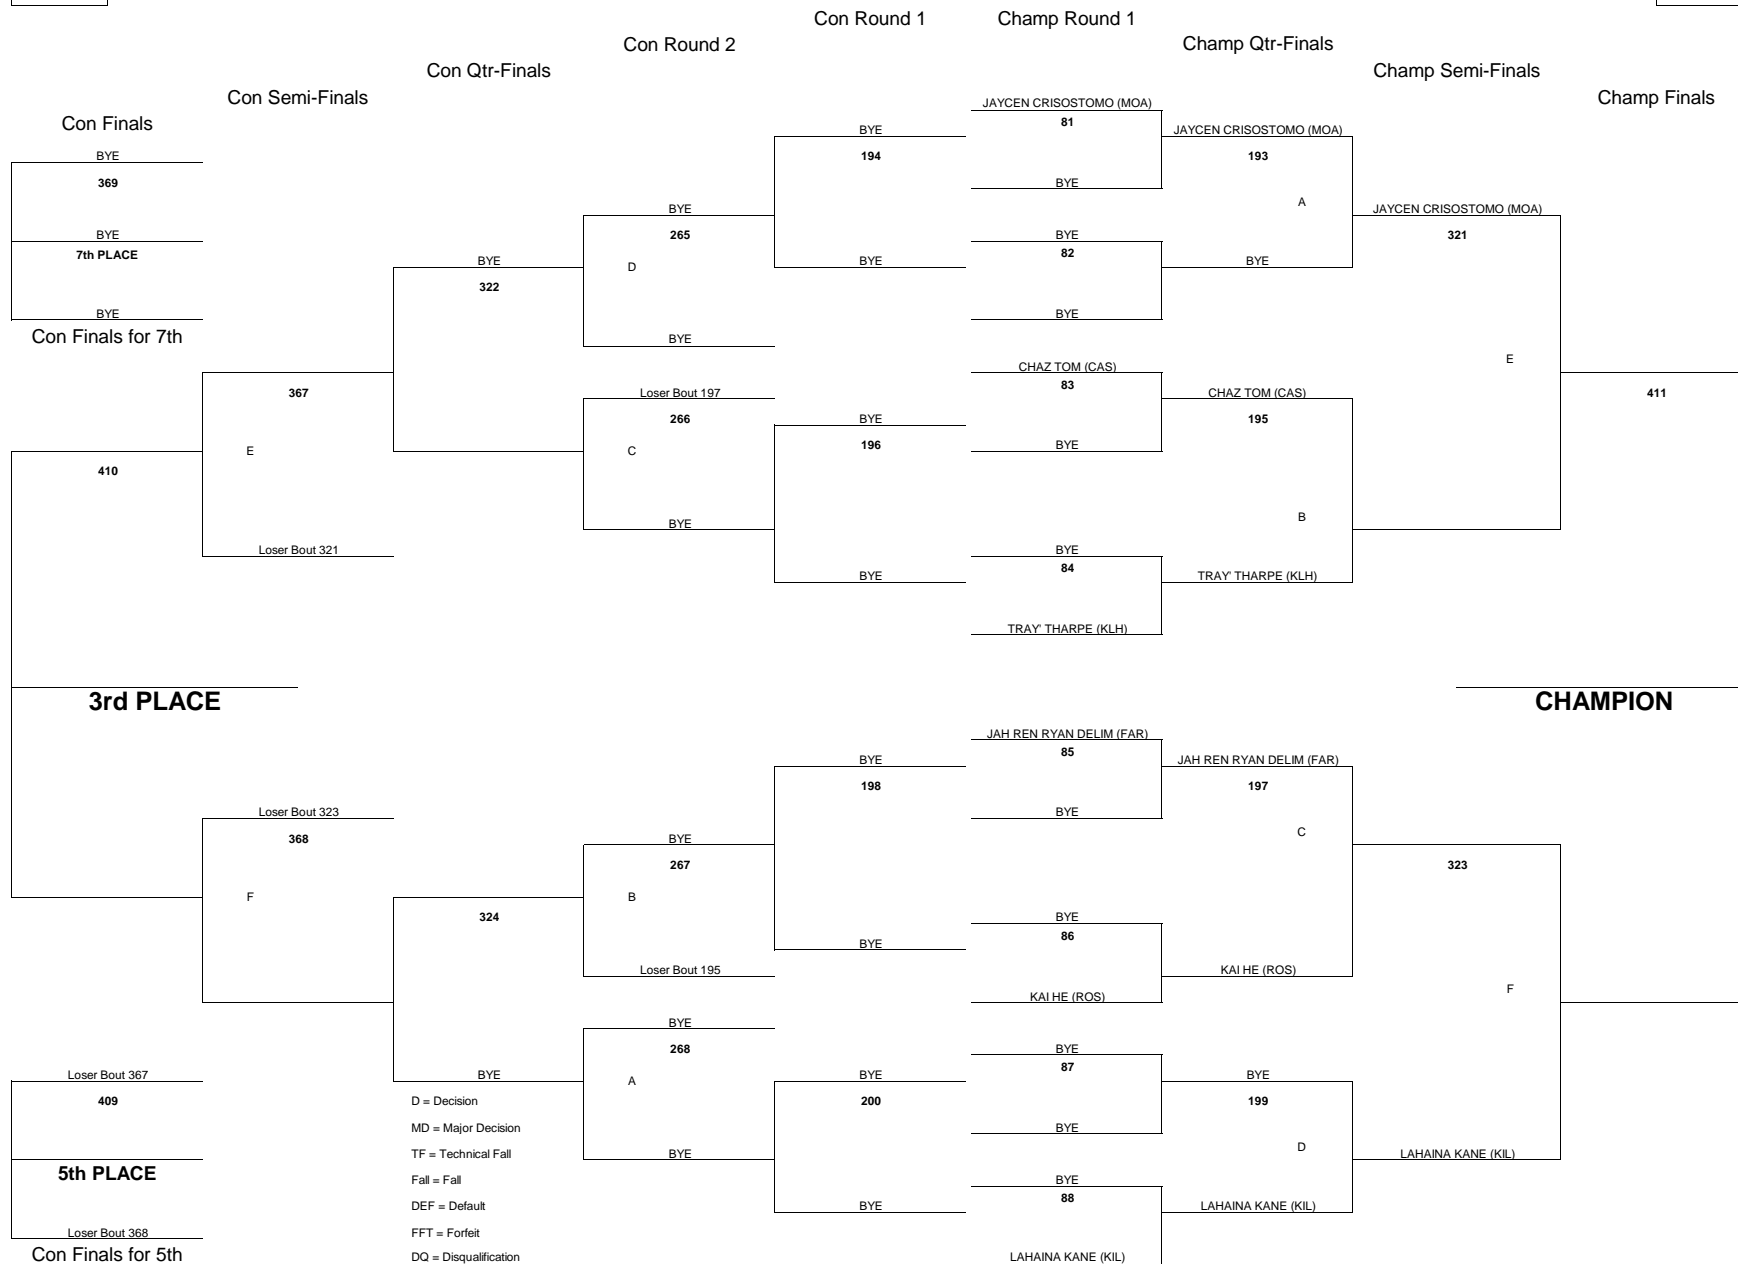 Con Round 1
Champ Round 1
Con Round 2
Champ Qtr-Finals
Con Qtr-Finals
Champ Semi-Finals
Con Semi-Finals
Champ Finals
Con Finals
JAYCEN CRISOSTOMO (MOA)
81
BYE
JAYCEN CRISOSTOMO (MOA)
BYE
194
193
369
BYE
A
BYE
JAYCEN CRISOSTOMO (MOA)
BYE
BYE
265
321
7th PLACE
82
BYE
BYE
BYE
D
322
BYE
BYE
Con Finals for 7th
BYE
E
CHAZ TOM (CAS)
83
367
Loser Bout 197
CHAZ TOM (CAS)
411
266
BYE
195
196
E
C
BYE
410
B
BYE
Loser Bout 321
BYE
84
BYE
TRAY' THARPE (KLH)
TRAY' THARPE (KLH)
3rd PLACE
CHAMPION
JAH REN RYAN DELIM (FAR)
85
BYE
JAH REN RYAN DELIM (FAR)
198
197
Loser Bout 323
BYE
C
368
BYE
267
323
F
B
324
BYE
86
BYE
Loser Bout 195
KAI HE (ROS)
F
KAI HE (ROS)
BYE
268
BYE
87
Loser Bout 367
BYE
BYE
BYE
A
409
D = Decision
200
199
MD = Major Decision
BYE
D
TF = Technical Fall
BYE
LAHAINA KANE (KIL)
5th PLACE
Fall = Fall
BYE
88
DEF = Default
BYE
LAHAINA KANE (KIL)
Loser Bout 368
FFT = Forfeit
Con Finals for 5th
DQ = Disqualification
LAHAINA KANE (KIL)